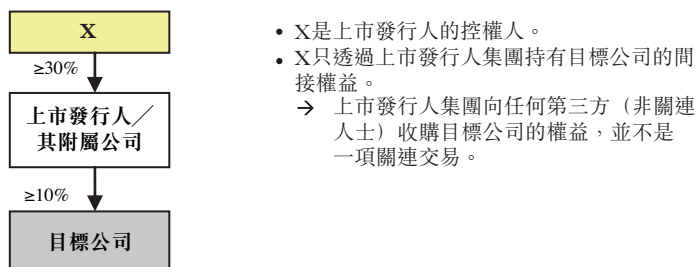 X
≥30%
上市發行人╱
其附屬公司
≥10%
目標公司
• X是上市發行人的控權人。
• X只透過上市發行人集團持有目標公司的間
接權益。
→ 上市發行人集團向任何第三方（非關連
人士）收購目標公司的權益，並不是
一項關連交易。